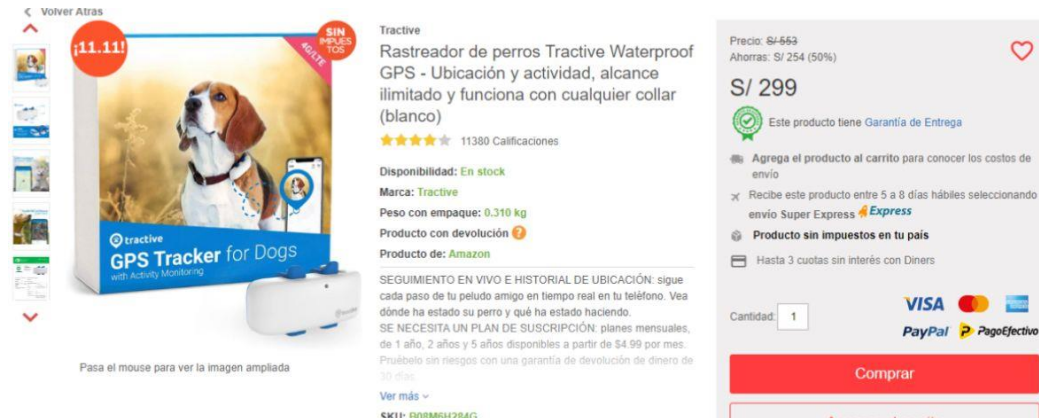 Volver Atras
¡11.11!
SIN
IMPUES
TOS
4G/LTE
tractive
GPS Tracker for Dogs
with Activity Monitoring
tractive
Pasa el mouse para ver la imagen ampliada
Tractive
Rastreador de perros Tractive Waterproof
GPS - Ubicación y actividad, alcance
ilimitado y funciona con cualquier collar
(blanco)
11380 Calificaciones
Disponibilidad: En stock
Marca: Tractive
Peso con empaque: 0.310 kg
Producto con devolución ?
Producto de: Amazon
SEGUIMIENTO EN VIVO E HISTORIAL DE UBICACIÓN: sigue
cada paso de tu peludo amigo en tiempo real en tu teléfono. Vea
dónde ha estado su perro y qué ha estado haciendo.
SE NECESITA UN PLAN DE SUSCRIPCIÓN: planes mensuales,
de 1 año, 2 años y 5 años disponibles a partir de $4.99 por mes.
Pruébelo sin riesgos con una garantía de devolución de dinero de
30 días
Ver más
SKU: B08M6H284G
Precio: S/ 553
Ahorras: S/ 254 (50%)
S/ 299
Este producto tiene Garantía de Entrega
Agrega el producto al carrito para conocer los costos de
envío
Recibe este producto entre 5 a 8 días hábiles seleccionando
envío Super Express Express
Producto sin impuestos en tu país
Hasta 3 cuotas sin interés con Diners
Cantidad: 1
VISA
PayPal PagoEfectivo
Comprar